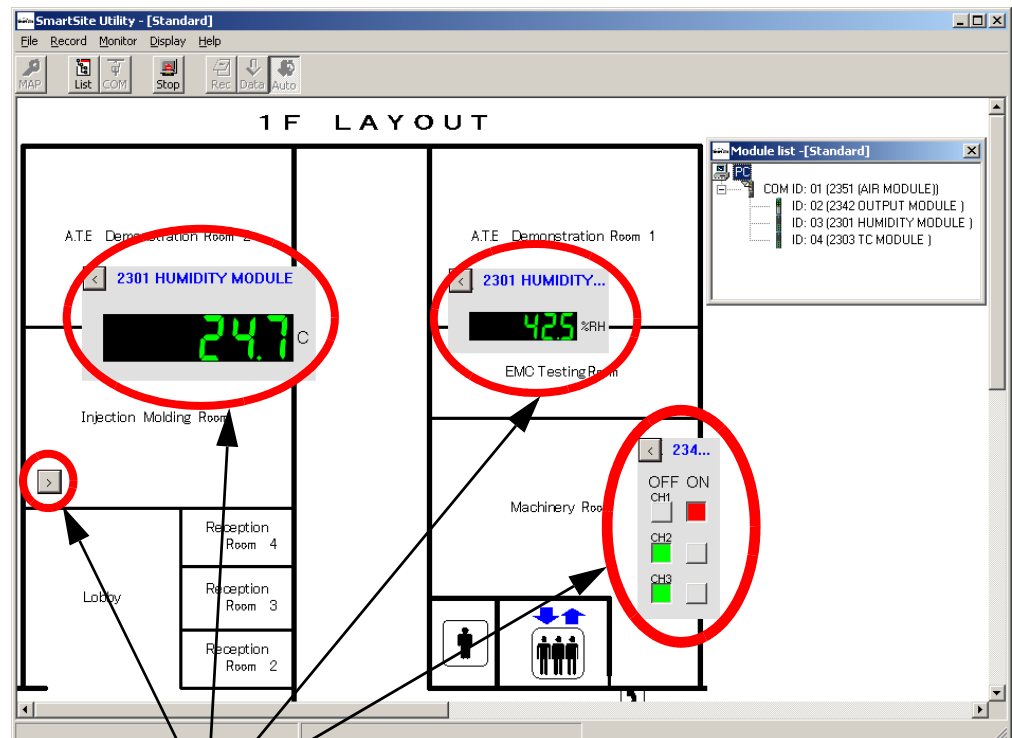 SmartSite Utility - [Standard]
File Record Monitor Display Help
MAP List COM Stop Rec Data Auto
1F LAYOUT
Module list -[Standard]
PC
COM ID: 01 (2351 (AIR MODULE))
ID: 02 (2342 OUTPUT MODULE )
ID: 03 (2301 HUMIDITY MODULE )
ID: 04 (2303 TC MODULE )
A.T.E Demonstration Room 2
< 2301 HUMIDITY MODULE
24.7 C
A.T.E Demonstration Room 1
< 2301 HUMIDITY...
42.5 %RH
EMC Testing Room
Injection Molding Room
>
< 234...
OFF ON
CH1
CH2
CH3
Machinery Room
Reception
Room 4
Lobby
Reception
Room 3
Reception
Room 2